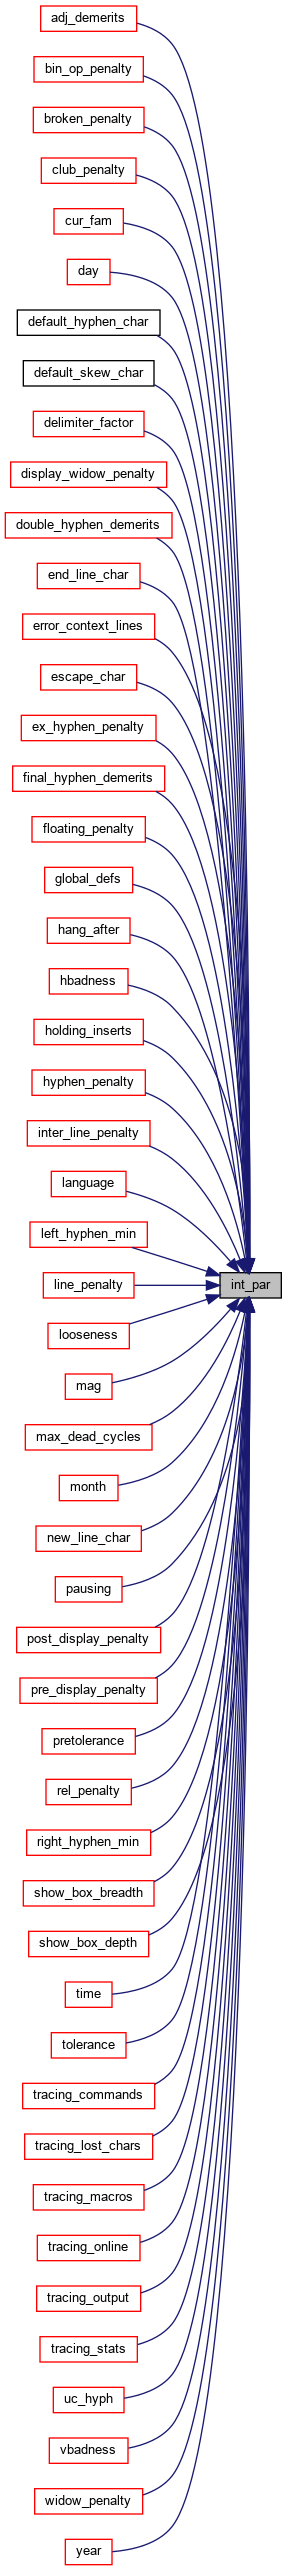 adj_demerits
bin_op_penalty
broken_penalty
club_penalty
cur_fam
day
default_hyphen_char
default_skew_char
delimiter_factor
display_widow_penalty
double_hyphen_demerits
end_line_char
error_context_lines
escape_char
ex_hyphen_penalty
final_hyphen_demerits
floating_penalty
global_defs
hang_after
hbadness
holding_inserts
hyphen_penalty
inter_line_penalty
language
left_hyphen_min
int_par
line_penalty
looseness
mag
max_dead_cycles
month
new_line_char
pausing
post_display_penalty
pre_display_penalty
pretolerance
rel_penalty
right_hyphen_min
show_box_breadth
show_box_depth
time
tolerance
tracing_commands
tracing_lost_chars
tracing_macros
tracing_online
tracing_output
tracing_stats
uc_hyph
vbadness
widow_penalty
year